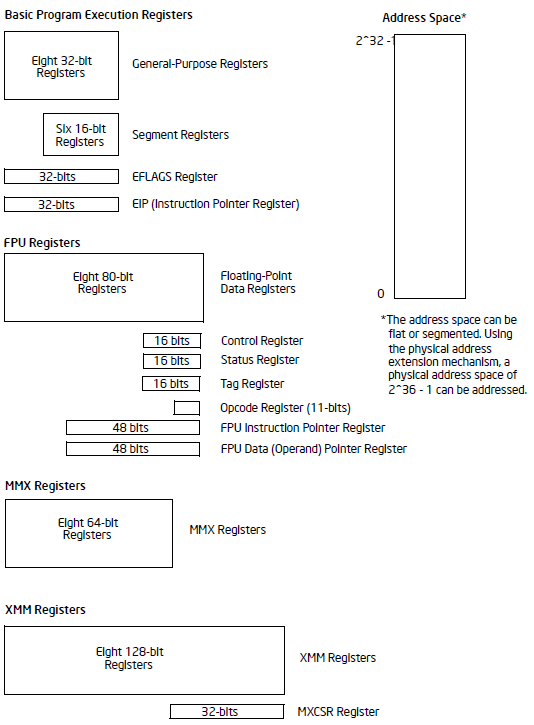 Basic Program Execution Registers
Address Space*
2^32 -1
Eight 32-bit
Registers
General-Purpose Registers
Six 16-bit
Registers
Segment Registers
32-bits
EFLAGS Register
32-bits
EIP (Instruction Pointer Register)
FPU Registers
Eight 80-bit
Registers
Floating-Point
Data Registers
0
*The address space can be
flat or segmented. Using
the physical address
extension mechanism, a
physical address space of
2^36 - 1 can be addressed.
16 bits
Control Register
16 bits
Status Register
16 bits
Tag Register
Opcode Register (11-bits)
48 bits
FPU Instruction Pointer Register
48 bits
FPU Data (Operand) Pointer Register
MMX Registers
Eight 64-bit
Registers
MMX Registers
XMM Registers
Eight 128-bit
Registers
XMM Registers
32-bits
MXCSR Register